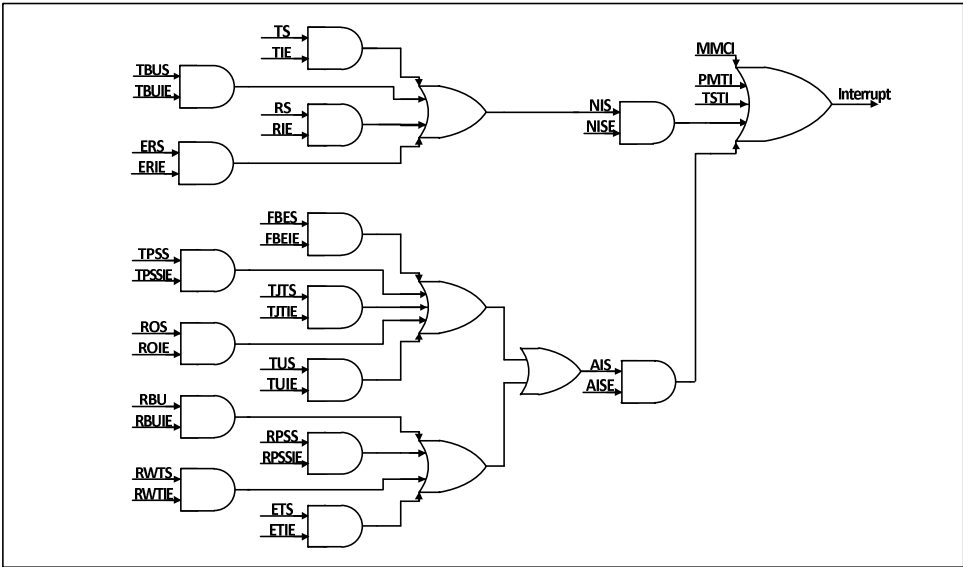 TS
TIE
TBUS
TBUIE
RS
RIE
ERS
ERIE
NIS
NISE
MMCI
PMTI
TSTI
Interrupt
FBES
FBEIE
TPSS
TPSSIE
TJTS
TJTIE
ROS
ROIE
TUS
TUIE
AIS
AISE
RBU
RBUIE
RPSS
RPSSIE
RWTS
RWTIE
ETS
ETIE